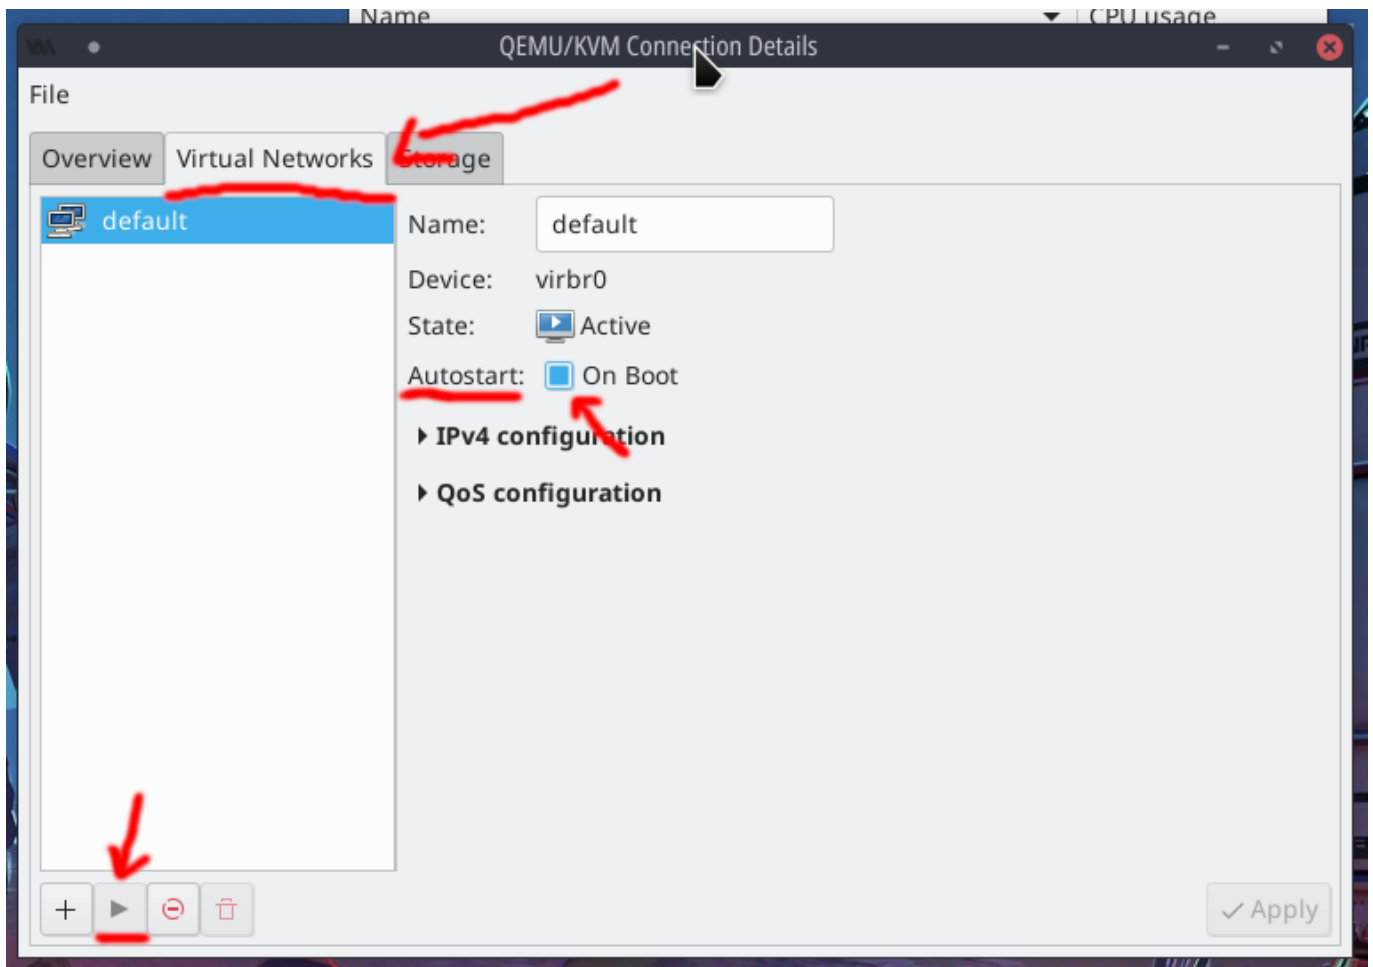 Name CPU usage
QEMU/KVM Connection Details
File
Overview Virtual Networks Storage
default
Name: default
Device: virbr0
State: Active
Autostart: On Boot
IPv4 configuration
QoS configuration
Apply